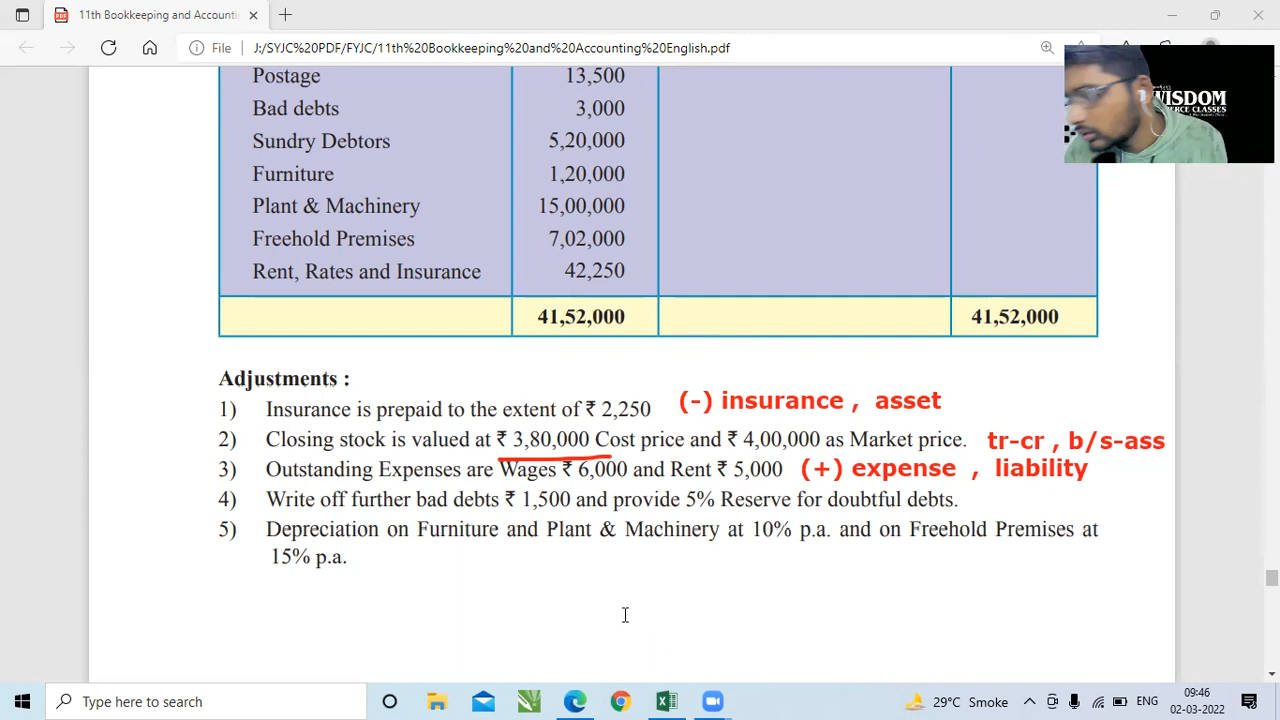 11th Bookkeeping and Accounti
File J:/SYJC%20PDF/FYJC/11th%20Bookkeeping%20and%20Accounting%20English.pdf
WISDOM
Postage 13,500
Bad debts 3,000
Sundry Debtors 5,20,000
Furniture 1,20,000
Plant & Machinery 15,00,000
Freehold Premises 7,02,000
Rent, Rates and Insurance 42,250
41,52,000 41,52,000
Adjustments :
1) Insurance is prepaid to the extent of ₹ 2,250 (-) insurance , asset
2) Closing stock is valued at ₹ 3,80,000 Cost price and ₹ 4,00,000 as Market price. tr-cr , b/s-ass
3) Outstanding Expenses are Wages ₹ 6,000 and Rent ₹ 5,000 (+) expense , liability
4) Write off further bad debts ₹ 1,500 and provide 5% Reserve for doubtful debts.
5) Depreciation on Furniture and Plant & Machinery at 10% p.a. and on Freehold Premises at
15% p.a.
Type here to search
29°C Smoke
ENG
09:46
02-03-2022